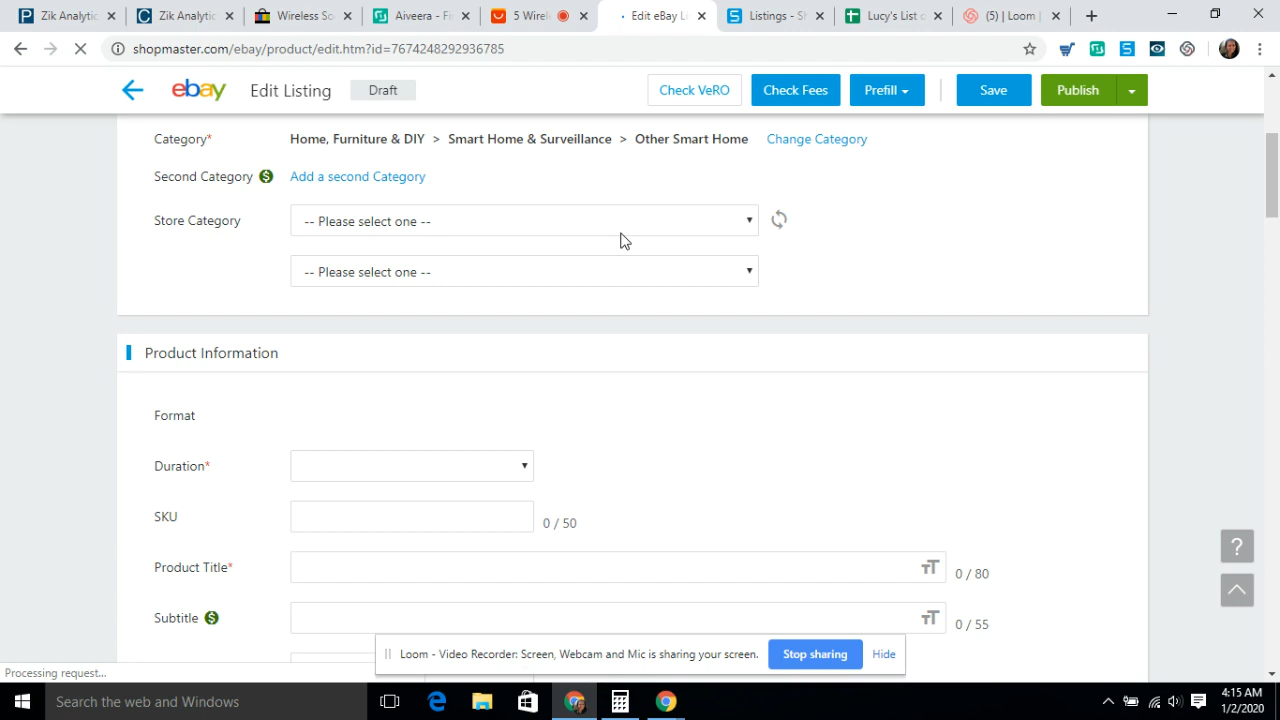 Zik Analytic
Zik Analytic
Wireless So
Aiveera - Fi
5 Wirel
Edit eBay L
Listings - Sh
Lucy's List o
(5) | Loom |
shopmaster.com/ebay/product/edit.htm?id=7674248292936785
ebay Edit Listing Draft Check VeRO Check Fees Prefill Save Publish
Category* Home, Furniture & DIY > Smart Home & Surveillance > Other Smart Home Change Category
Second Category $ Add a second Category
Store Category -- Please select one --
-- Please select one --
Product Information
Format
Duration*
SKU 0 / 50
Product Title* TT 0 / 80
Subtitle $ TT 0 / 55
Loom - Video Recorder: Screen, Webcam and Mic is sharing your screen. Stop sharing Hide
?
Processing request...
Search the web and Windows
4:15 AM
1/2/2020